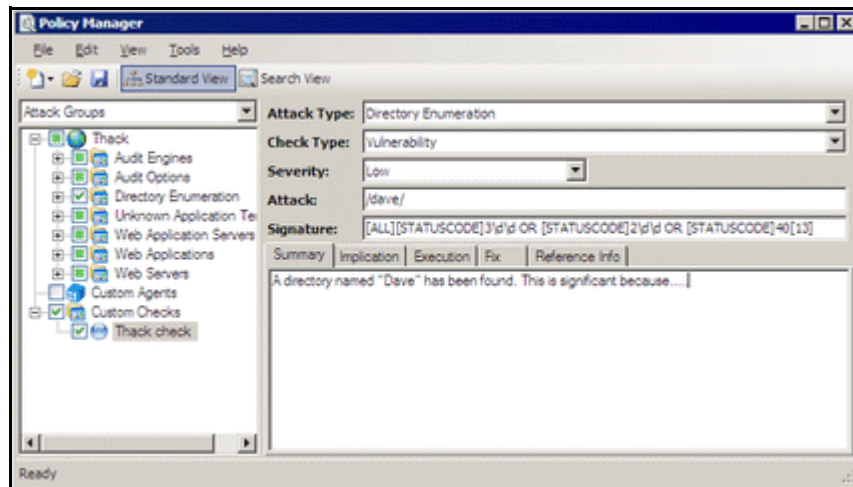 Policy Manager
File Edit View Tools Help
Standard View Search View
Attack Groups
Thack
Audit Engines
Audit Options
Directory Enumeration
Unknown Application Te
Web Application Servers
Web Applications
Web Servers
Custom Agents
Custom Checks
Thack check
Attack Type: Directory Enumeration
Check Type: Vulnerability
Severity: Low
Attack: /dave/
Signature: [ALL][STATUSCODE]3\d\d OR [STATUSCODE]2\d\d OR [STATUSCODE]40[13]
Summary Implication Execution Fix Reference Info
A directory named "Dave" has been found. This is significant because....
Ready